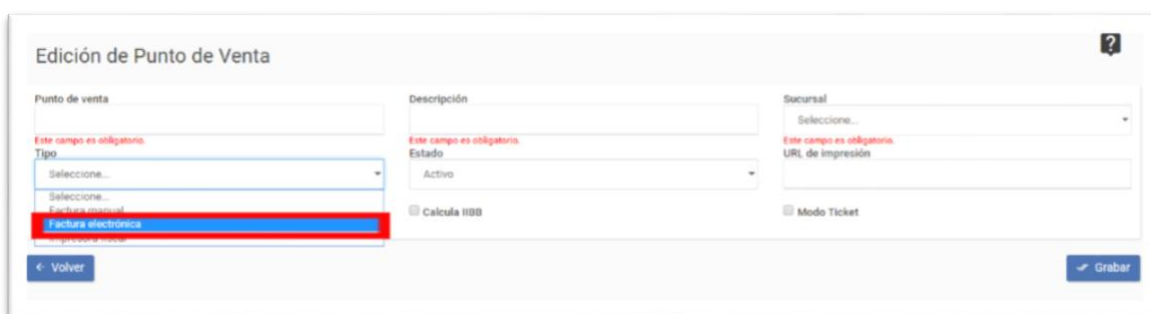 Edición de Punto de Venta
?
Punto de venta
Descripción
Sucursal
Seleccione...
Este campo es obligatorio.
Este campo es obligatorio.
Este campo es obligatorio.
Tipo
Estado
URL de impresión
Seleccione...
Activo
Seleccione...
Factura manual
Factura electrónica
Impresora fiscal
Calcula IIBB
Modo Ticket
← Volver
Grabar